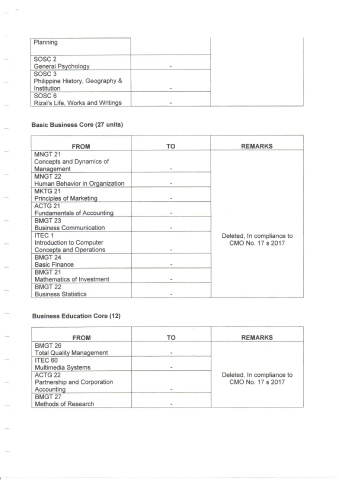 Planning
SOSC 2
General Psychology -
SOSC 3
Philippine History, Geography &
Institution -
SOSC 6
Rizal's Life, Works and Writings -
Basic Business Core (27 units)
FROM TO REMARKS
MNGT 21
Concepts and Dynamics of
Management -
MNGT 22
Human Behavior in Organization -
MKTG 21
Principles of Marketing -
ACTG 21
Fundamentals of Accounting -
BMGT 23
Business Communication -
ITEC 1
Introduction to Computer
Concepts and Operations -
BMGT 24
Basic Finance -
BMGT 21
Mathematics of Investment -
BMGT 22
Business Statistics -
Deleted, In compliance to
CMO No. 17 s 2017
Business Education Core (12)
FROM TO REMARKS
BMGT 26
Total Quality Management -
ITEC 60
Multimedia Systems -
ACTG 22
Partnership and Corporation
Accounting -
BMGT 27
Methods of Research -
Deleted, In compliance to
CMO No. 17 s 2017